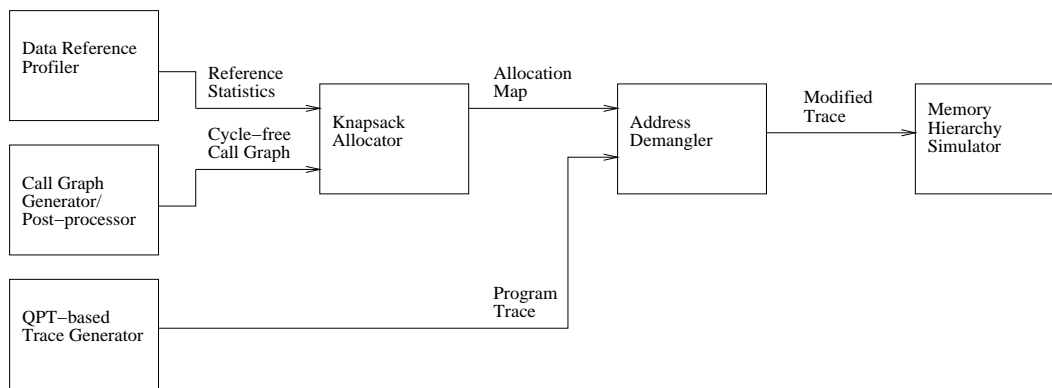 Data Reference
Profiler
Reference
Statistics
Cycle−free
Call Graph
Call Graph
Generator/
Post−processor
QPT−based
Trace Generator
Knapsack
Allocator
Allocation
Map
Program
Trace
Address
Demangler
Modified
Trace
Memory
Hierarchy
Simulator